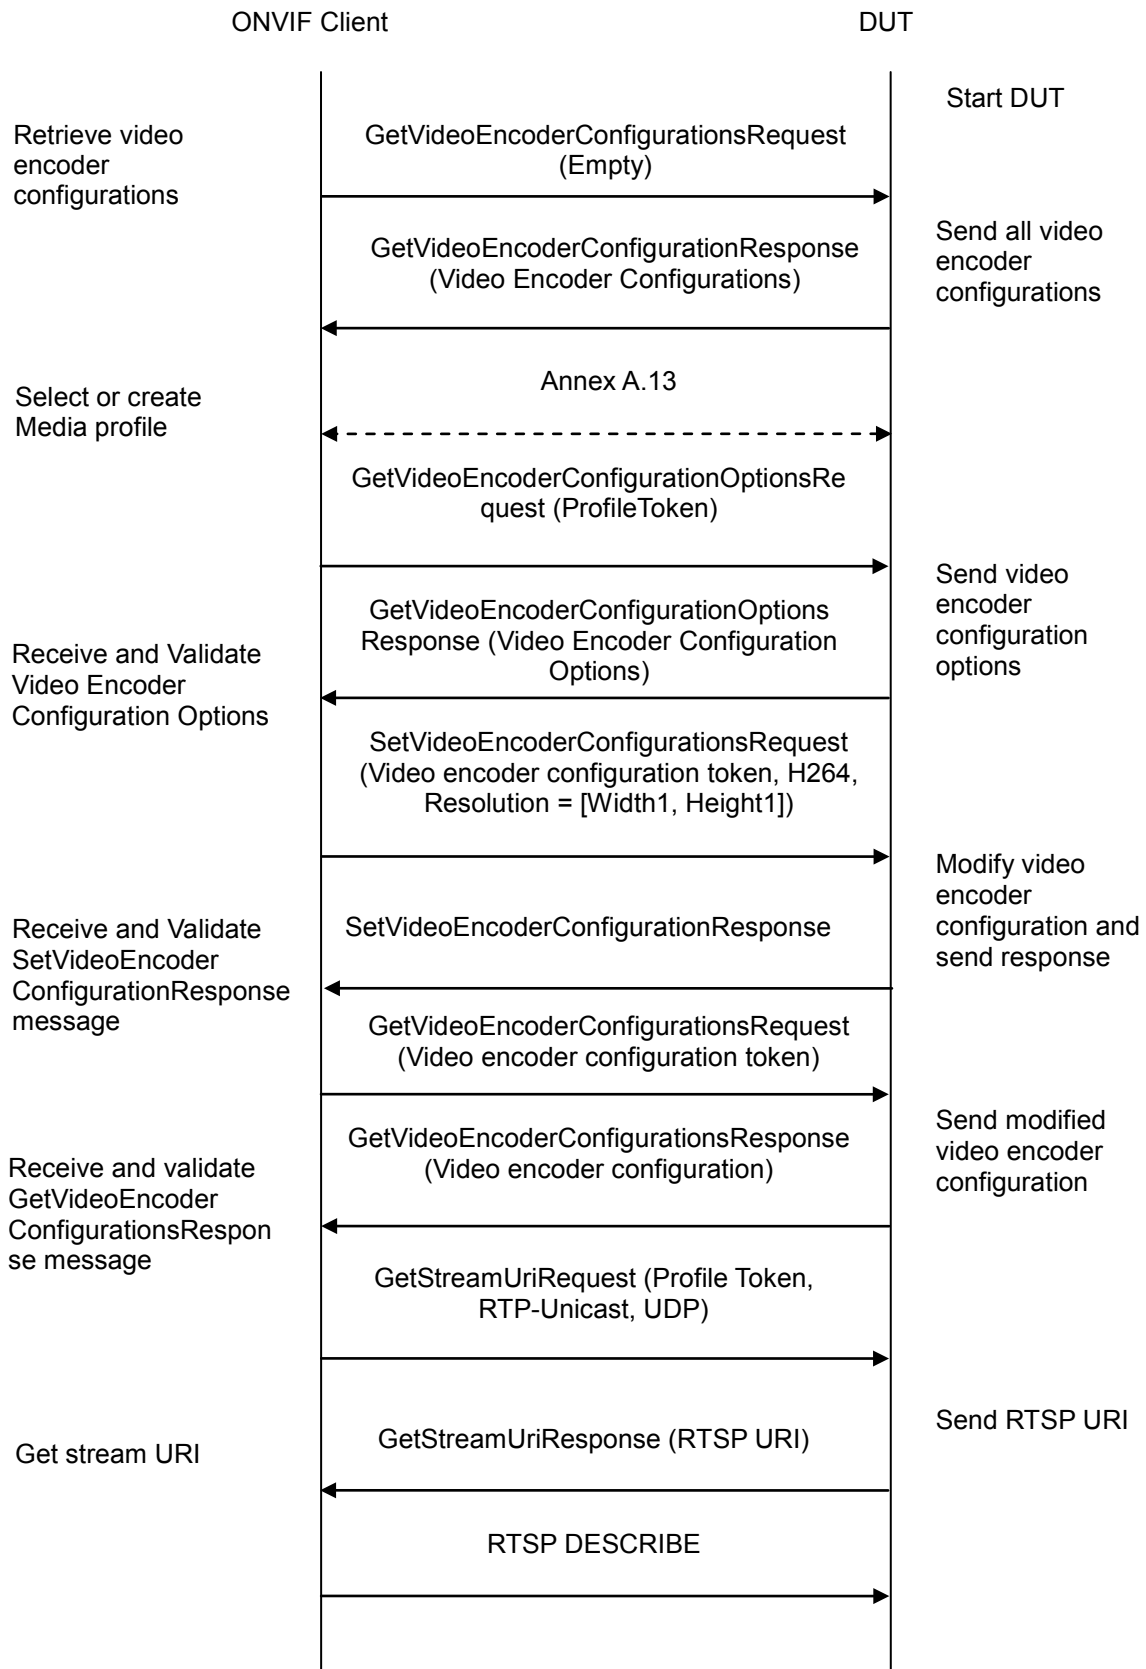 ONVIF Client
DUT
Start DUT
Retrieve video
encoder
configurations
GetVideoEncoderConfigurationsRequest
(Empty)
GetVideoEncoderConfigurationResponse
(Video Encoder Configurations)
Send all video
encoder
configurations
Select or create
Media profile
Annex A.13
GetVideoEncoderConfigurationOptionsRe
quest (ProfileToken)
Send video
encoder
configuration
options
GetVideoEncoderConfigurationOptions
Response (Video Encoder Configuration
Options)
Receive and Validate
Video Encoder
Configuration Options
SetVideoEncoderConfigurationsRequest
(Video encoder configuration token, H264,
Resolution = [Width1, Height1])
Modify video
encoder
configuration and
send response
SetVideoEncoderConfigurationResponse
Receive and Validate
SetVideoEncoder
ConfigurationResponse
message
GetVideoEncoderConfigurationsRequest
(Video encoder configuration token)
Send modified
video encoder
configuration
GetVideoEncoderConfigurationsResponse
(Video encoder configuration)
Receive and validate
GetVideoEncoder
ConfigurationsRespon
se message
GetStreamUriRequest (Profile Token,
RTP-Unicast, UDP)
Send RTSP URI
GetStreamUriResponse (RTSP URI)
Get stream URI
RTSP DESCRIBE